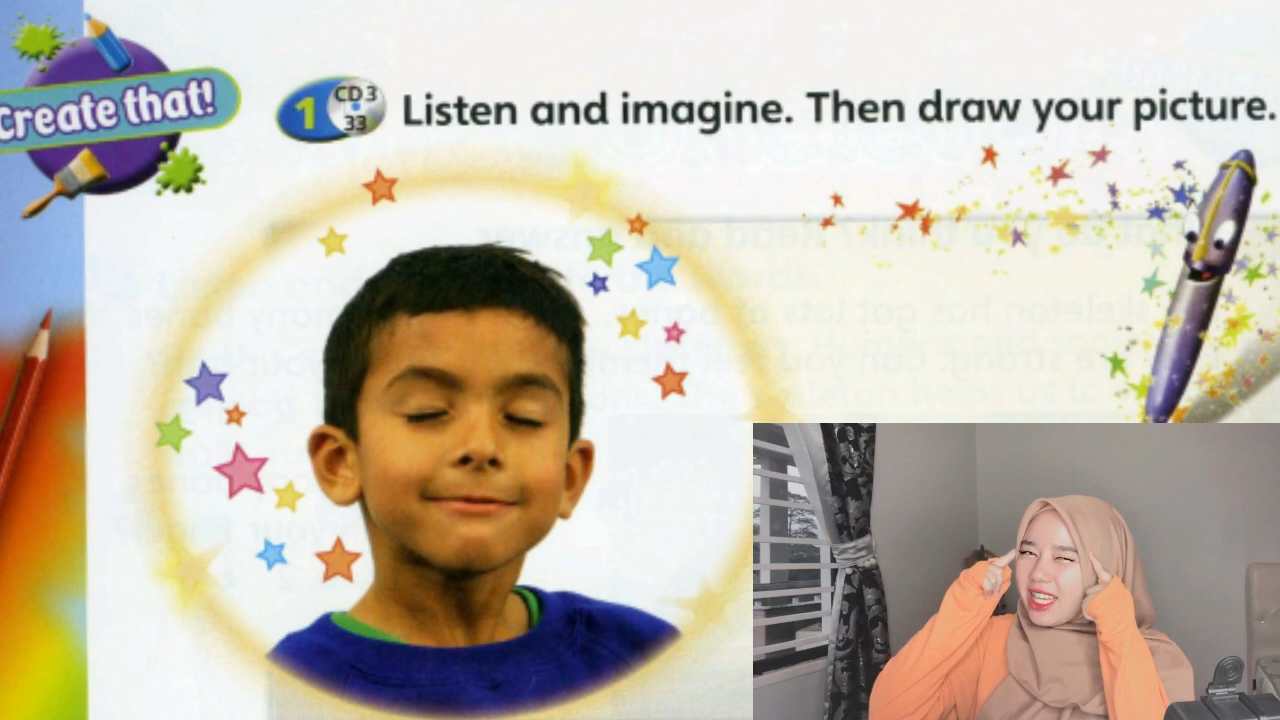 Create that!
1 CD 3
33
Listen and imagine. Then draw your picture.